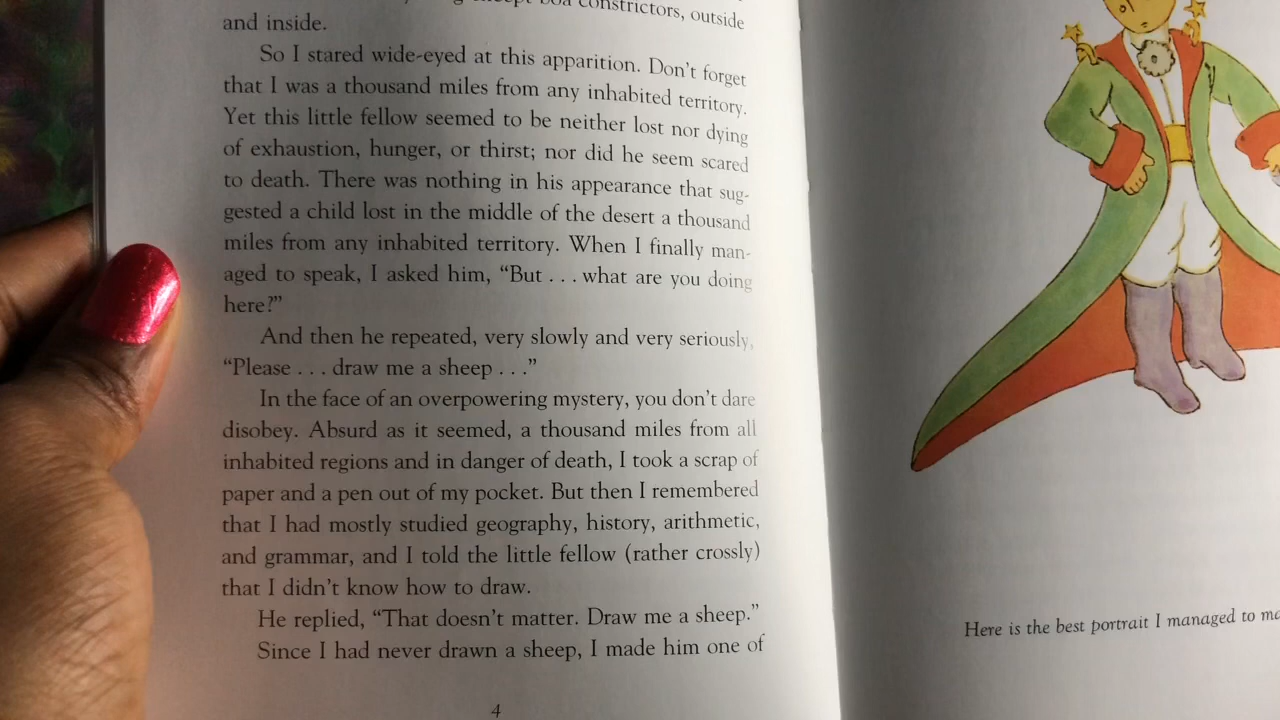 constrictors, outside
and inside.
So I stared wide-eyed at this apparition. Don't forget
that I was a thousand miles from any inhabited territory.
Yet this little fellow seemed to be neither lost nor dying
of exhaustion, hunger, or thirst; nor did he seem scared
to death. There was nothing in his appearance that sug-
gested a child lost in the middle of the desert a thousand
miles from any inhabited territory. When I finally man-
aged to speak, I asked him, “But . . . what are you doing
here?”
And then he repeated, very slowly and very seriously,
“Please . . . draw me a sheep . . .”
In the face of an overpowering mystery, you don't dare
disobey. Absurd as it seemed, a thousand miles from all
inhabited regions and in danger of death, I took a scrap of
paper and a pen out of my pocket. But then I remembered
that I had mostly studied geography, history, arithmetic,
and grammar, and I told the little fellow (rather crossly)
that I didn't know how to draw.
He replied, “That doesn't matter. Draw me a sheep.”
Since I had never drawn a sheep, I made him one of
4
Here is the best portrait I managed to